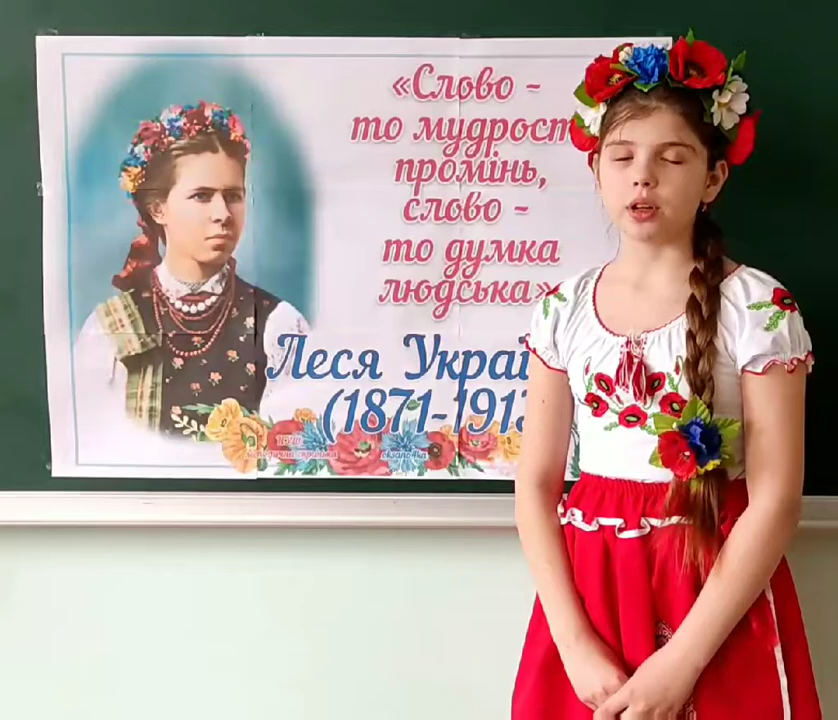 «Слово -
то мудрост
промінь,
слово -
то думка
людська»
Леся Украї
(1871-191